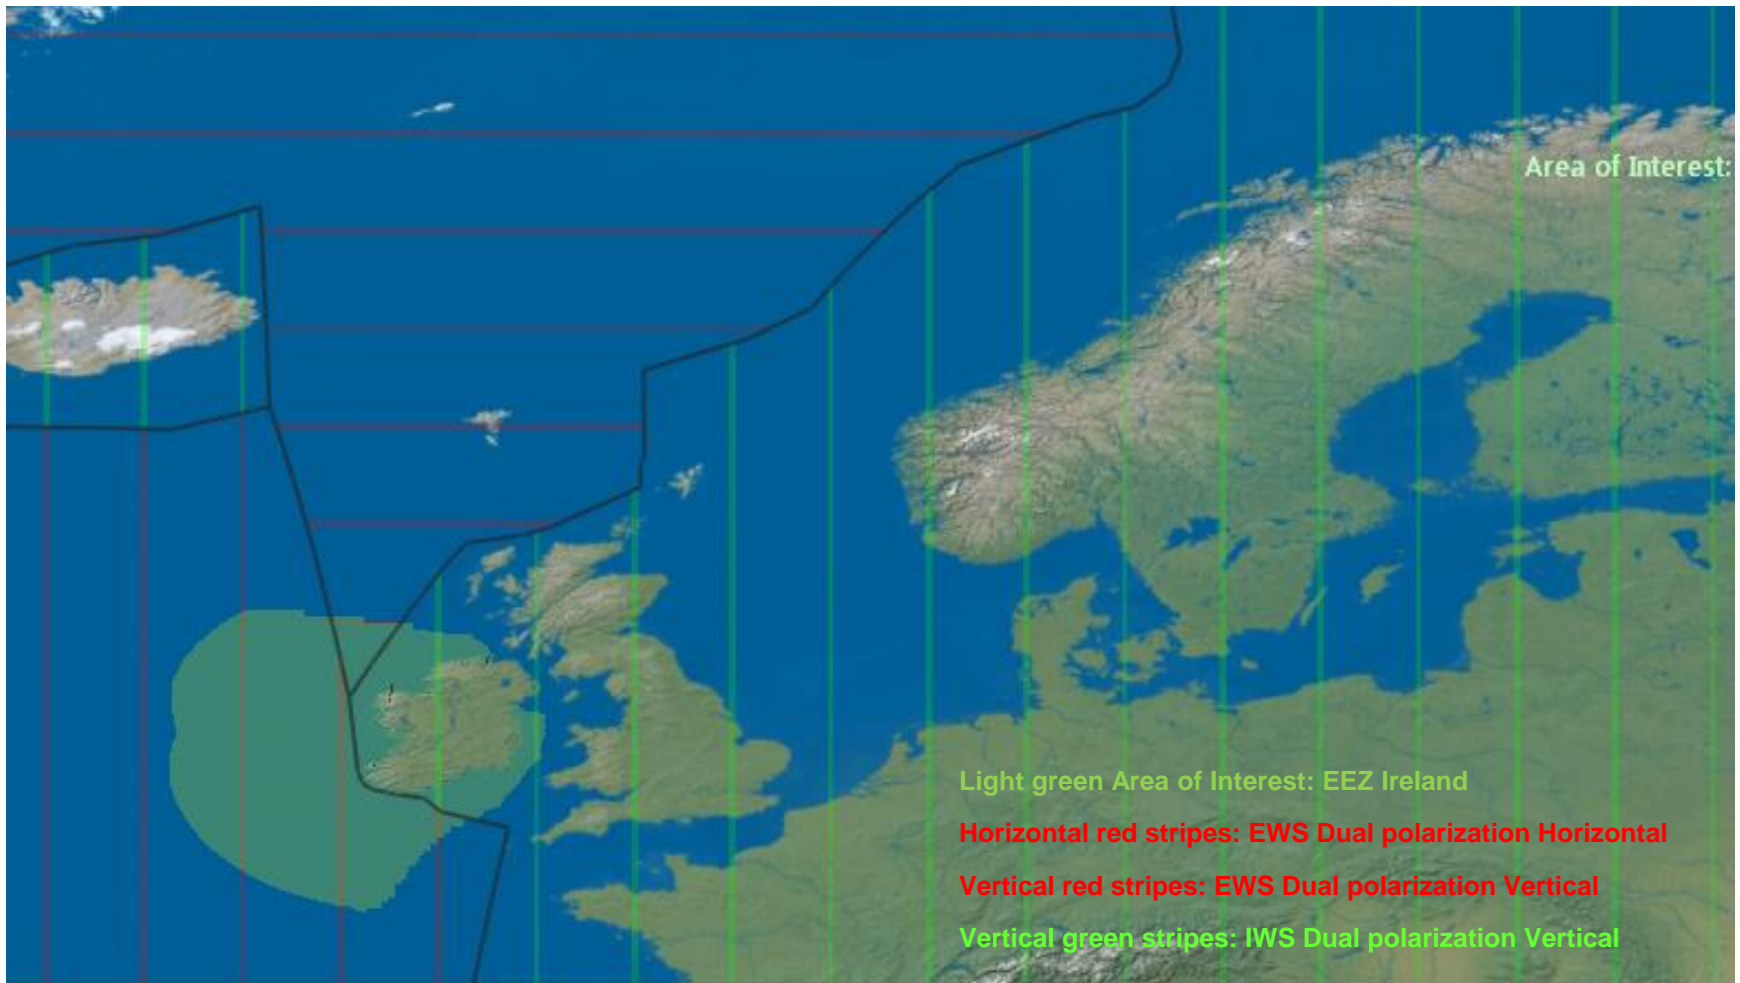 Area of Interest:
Light green Area of Interest: EEZ Ireland
Horizontal red stripes: EWS Dual polarization Horizontal
Vertical red stripes: EWS Dual polarization Vertical
Vertical green stripes: IWS Dual polarization Vertical